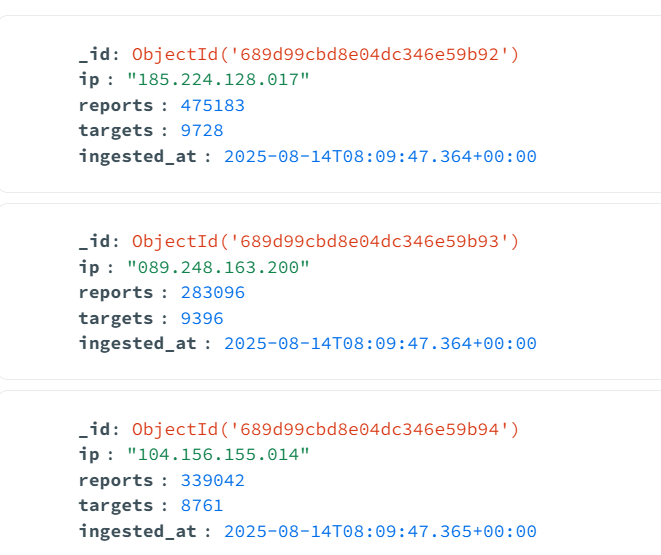 _id: ObjectId('689d99cbd8e04dc346e59b92')
ip : "185.224.128.017"
reports : 475183
targets : 9728
ingested_at : 2025-08-14T08:09:47.364+00:00
_id: ObjectId('689d99cbd8e04dc346e59b93')
ip : "089.248.163.200"
reports : 283096
targets : 9396
ingested_at : 2025-08-14T08:09:47.364+00:00
_id: ObjectId('689d99cbd8e04dc346e59b94')
ip : "104.156.155.014"
reports : 339042
targets : 8761
ingested_at : 2025-08-14T08:09:47.365+00:00